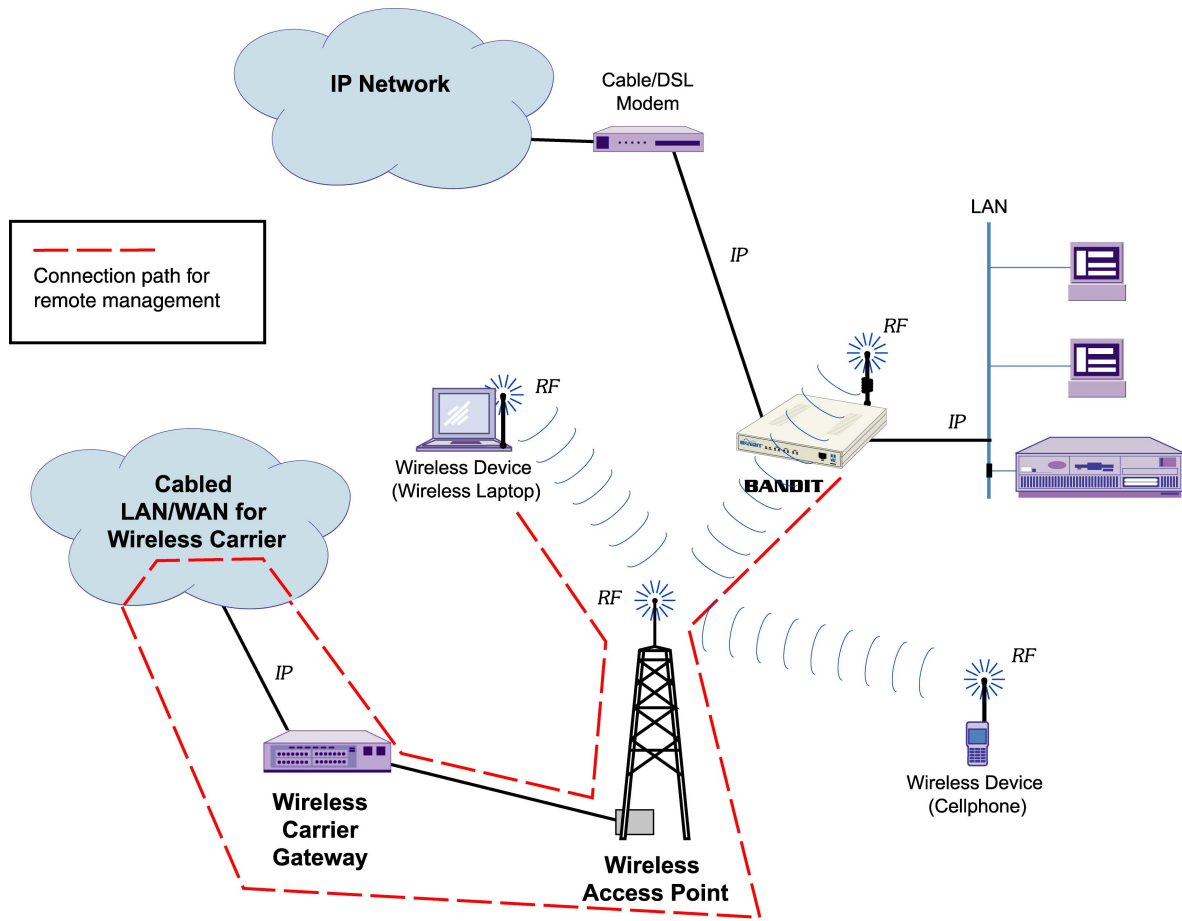 IP Network
Cable/DSL
Modem
LAN
Connection path for
remote management
IP
RF
RF
IP
Wireless Device
(Wireless Laptop)
BANDIT
BANDIT
Cabled
LAN/WAN for
Wireless Carrier
RF
IP
RF
Wireless Device
(Cellphone)
Wireless
Carrier
Gateway
Wireless
Access Point